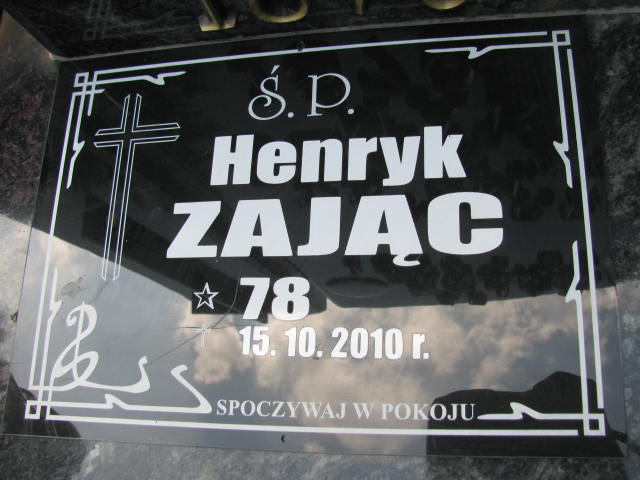 Ś. P.
Henryk
ZAJĄC
78
15. 10. 2010 r.
SPOCZYWAJ W POKOJU